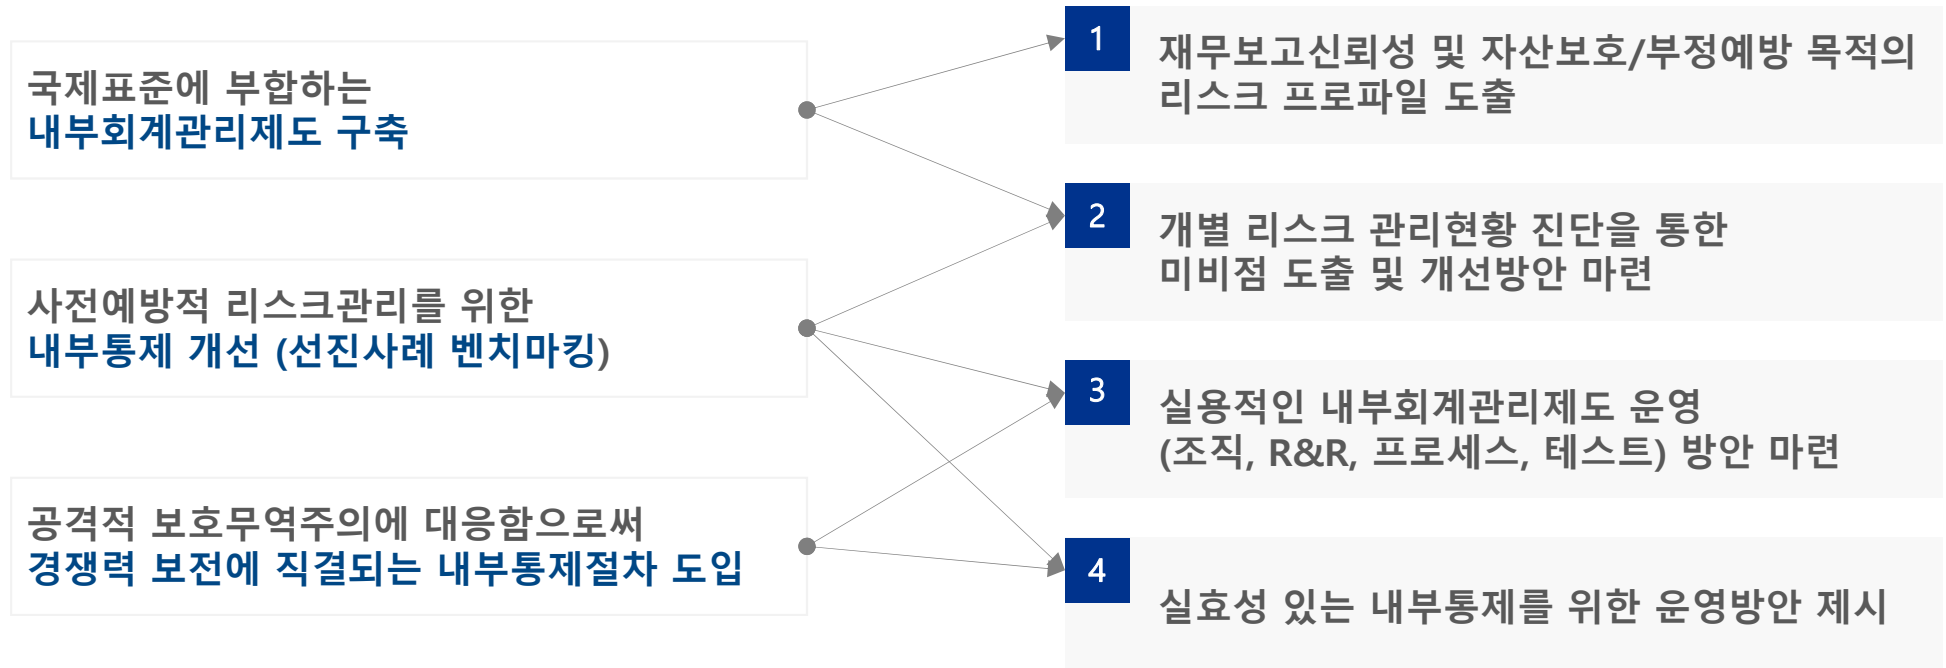 국제표준에 부합하는
내부회계관리제도 구축
사전예방적 리스크관리를 위한
내부통제 개선 (선진사례 벤치마킹)
공격적 보호무역주의에 대응함으로써
경쟁력 보전에 직결되는 내부통제절차 도입
1
재무보고신뢰성 및 자산보호/부정예방 목적의
리스크 프로파일 도출
2
개별 리스크 관리현황 진단을 통한
미비점 도출 및 개선방안 마련
3
실용적인 내부회계관리제도 운영
(조직, R&R, 프로세스, 테스트) 방안 마련
4
실효성 있는 내부통제를 위한 운영방안 제시